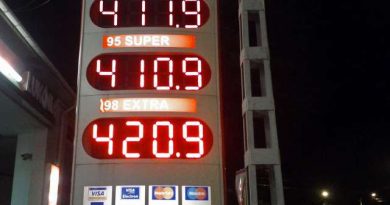 411.9
95 SUPER
410.9
98 EXTRA
420.9
VISA VISA MasterCard Maestro
Electron